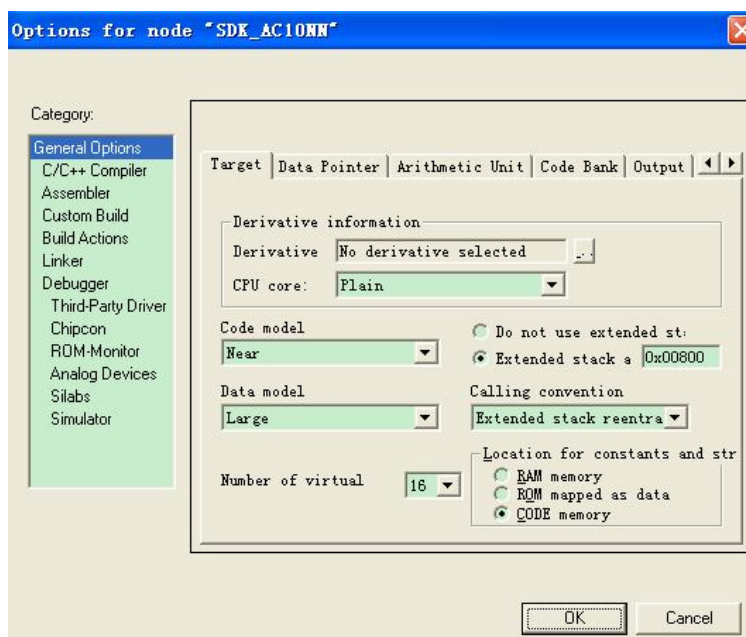 Options for node "SDK_AC10NN"
Category:
General Options
C/C++ Compiler
Assembler
Custom Build
Build Actions
Linker
Debugger
Third-Party Driver
Chipcon
ROM-Monitor
Analog Devices
Silabs
Simulator
Target Data Pointer Arithmetic Unit Code Bank Output
Derivative information
Derivative No derivative selected ...
CPU core: Plain
Code model
Near
Do not use extended st:
Extended stack a 0x00800
Data model
Large
Calling convention
Extended stack reentra
Number of virtual 16
Location for constants and str
RAM memory
ROM mapped as data
CODE memory
OK Cancel